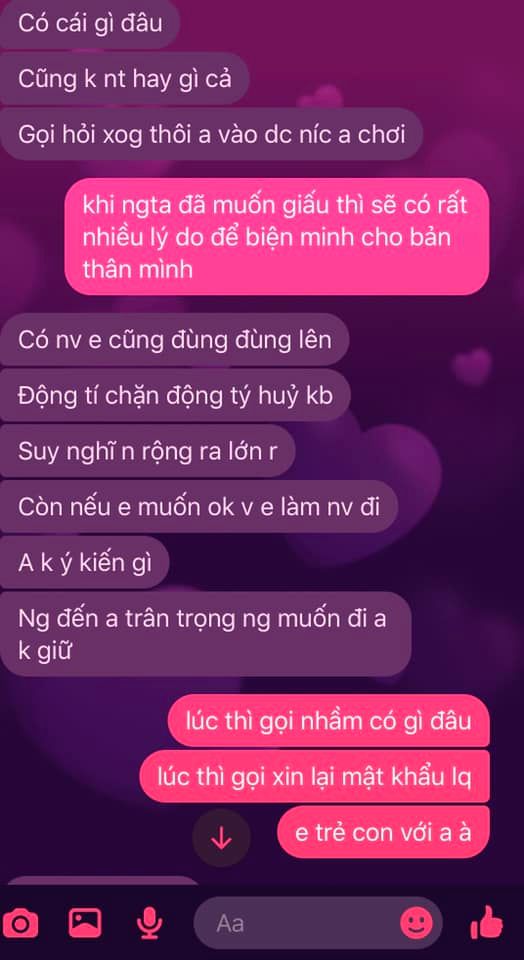 Có cái gì đâu
Cũng k nt hay gì cả
Gọi hỏi xog thôi a vào dc níc a chơi
khi ngta đã muốn giấu thì sẽ có rất
nhiều lý do để biện minh cho bản
thân mình
Có nv e cũng đùng đùng lên
Động tí chặn động tý huỷ kb
Suy nghĩ n rộng ra lớn r
Còn nếu e muốn ok v e làm nv đi
A k ý kiến gì
Ng đến a trân trọng ng muốn đi a
k giữ
lúc thì gọi nhầm có gì đâu
lúc thì gọi xin lại mật khẩu lq
e trẻ con với a à
Aa